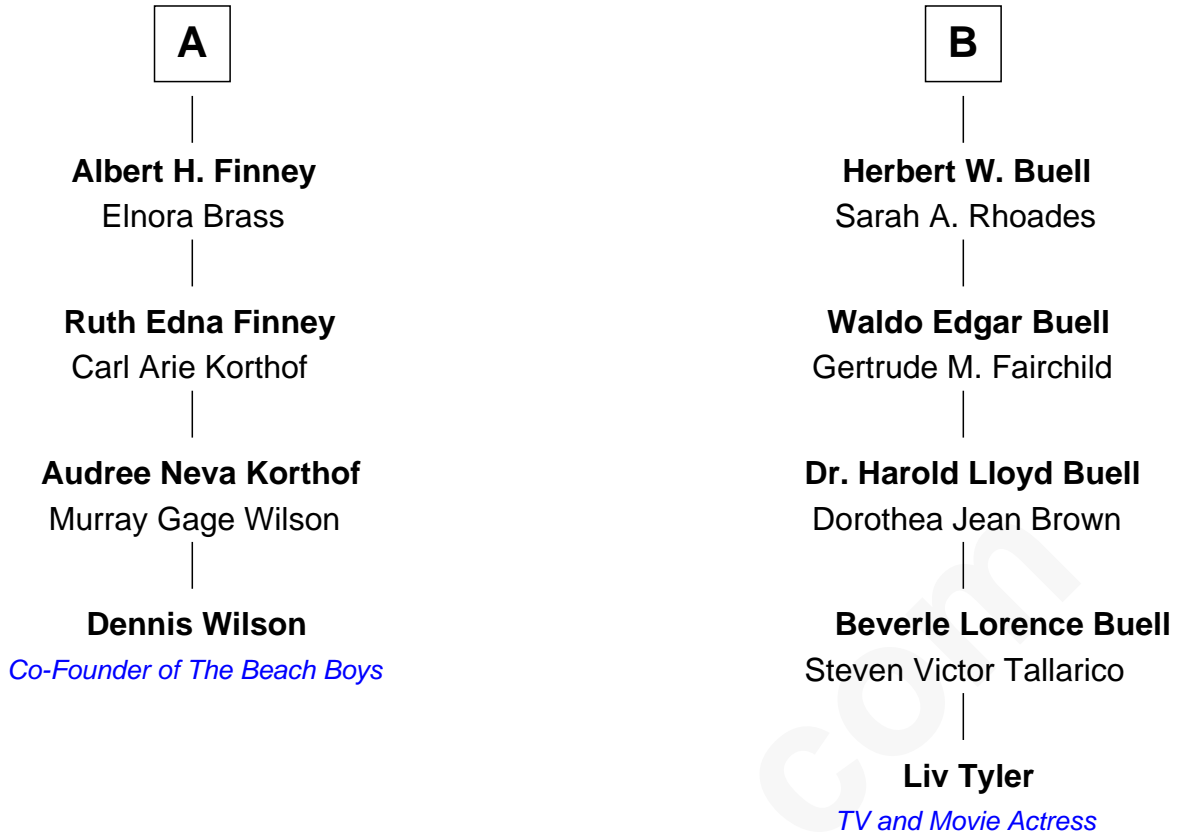 A
Albert H. Finney
Elnora Brass
Ruth Edna Finney
Carl Arie Korthof
Audree Neva Korthof
Murray Gage Wilson
Dennis Wilson
Co-Founder of The Beach Boys
B
Herbert W. Buell
Sarah A. Rhoades
Waldo Edgar Buell
Gertrude M. Fairchild
Dr. Harold Lloyd Buell
Dorothea Jean Brown
Beverle Lorence Buell
Steven Victor Tallarico
Liv Tyler
TV and Movie Actress
com